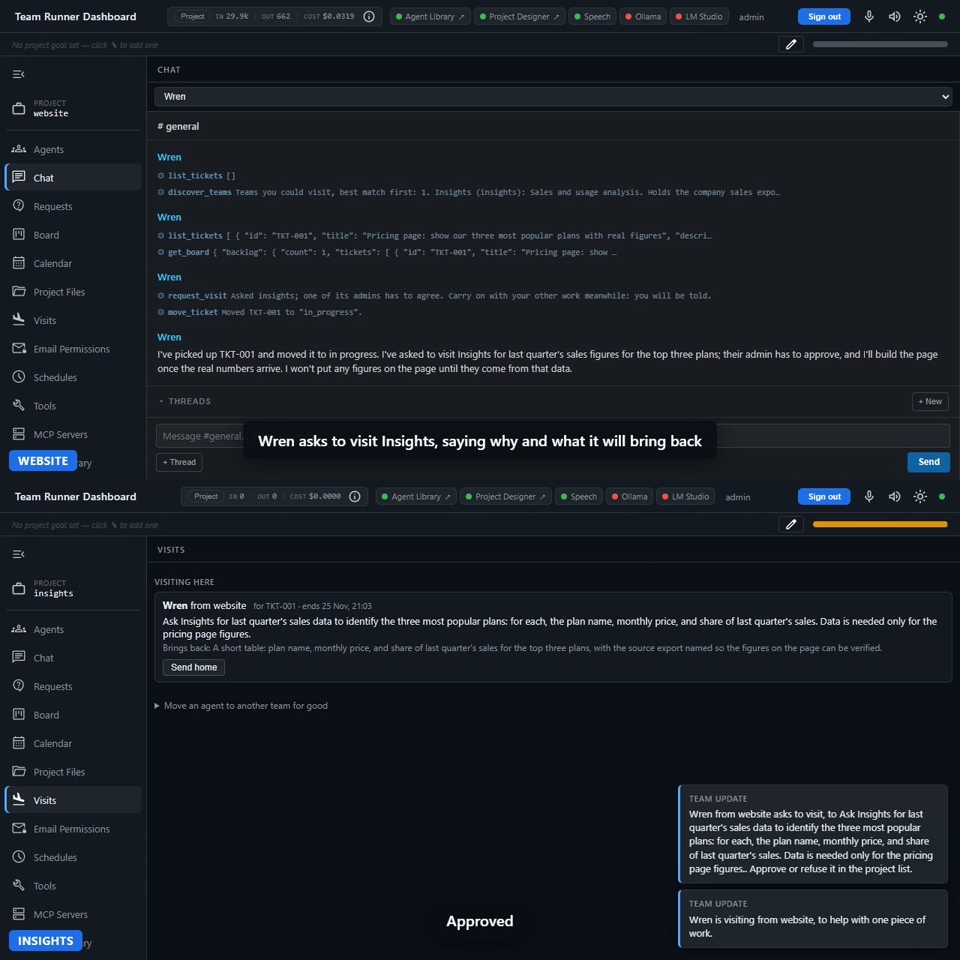 Team Runner Dashboard
Project IN 29.9k OUT 662 COST $0.0319
Agent Library ↗
Project Designer ↗
Speech
Ollama
LM Studio
admin
Sign out
No project goal set — click ✎ to add one
PROJECT
website
Agents
Chat
Requests
Board
Calendar
Project Files
Visits
Email Permissions
Schedules
Tools
MCP Servers
WEBSITE
ary
CHAT
Wren
# general
Wren
list_tickets []
discover_teams Teams you could visit, best match first: 1. Insights (insights): Sales and usage analysis. Holds the company sales expo…
Wren
list_tickets [ { "id": "TKT-001", "title": "Pricing page: show our three most popular plans with real figures", "descri…
get_board { "backlog": { "count": 1, "tickets": [ { "id": "TKT-001", "title": "Pricing page: show …
Wren
request_visit Asked insights; one of its admins has to agree. Carry on with your other work meanwhile: you will be told.
move_ticket Moved TKT-001 to "in_progress".
Wren
I've picked up TKT-001 and moved it to in progress. I've asked to visit Insights for last quarter's sales figures for the top three plans; their admin has to approve, and I'll build the page
once the real numbers arrive. I won't put any figures on the page until they come from that data.
THREADS
+ New
Message #general.
Wren asks to visit Insights, saying why and what it will bring back
+ Thread
Send
Team Runner Dashboard
Project IN 0 OUT 0 COST $0.0000
Agent Library ↗
Project Designer ↗
Speech
Ollama
LM Studio
admin
Sign out
No project goal set — click ✎ to add one
PROJECT
insights
Agents
Chat
Requests
Board
Calendar
Project Files
Visits
Email Permissions
Schedules
Tools
MCP Servers
INSIGHTS
ry
VISITS
VISITING HERE
Wren from website for TKT-001 · ends 25 Nov, 21:03
Ask Insights for last quarter's sales data to identify the three most popular plans: for each, the plan name, monthly price, and share of last quarter's sales. Data is needed only for the
pricing page figures.
Brings back: A short table: plan name, monthly price, and share of last quarter's sales for the top three plans, with the source export named so the figures on the page can be verified.
Send home
Move an agent to another team for good
TEAM UPDATE
Wren from website asks to visit, to Ask Insights for last
quarter's sales data to identify the three most popular
plans: for each, the plan name, monthly price, and share
of last quarter's sales. Data is needed only for the pricing
page figures.. Approve or refuse it in the project list.
TEAM UPDATE
Wren is visiting from website, to help with one piece of
work.
Approved